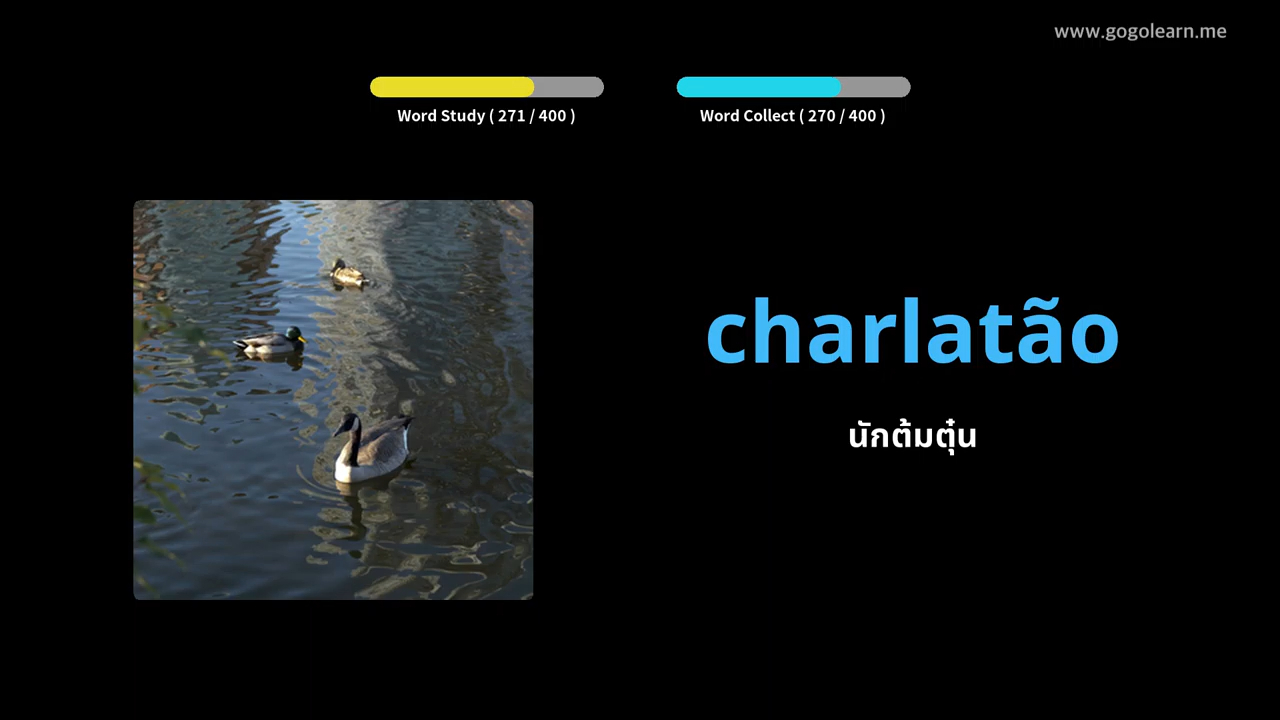 www.gogolearn.me
Word Study ( 271 / 400 )
Word Collect ( 270 / 400 )
charlatão
นักต้มตุ๋น